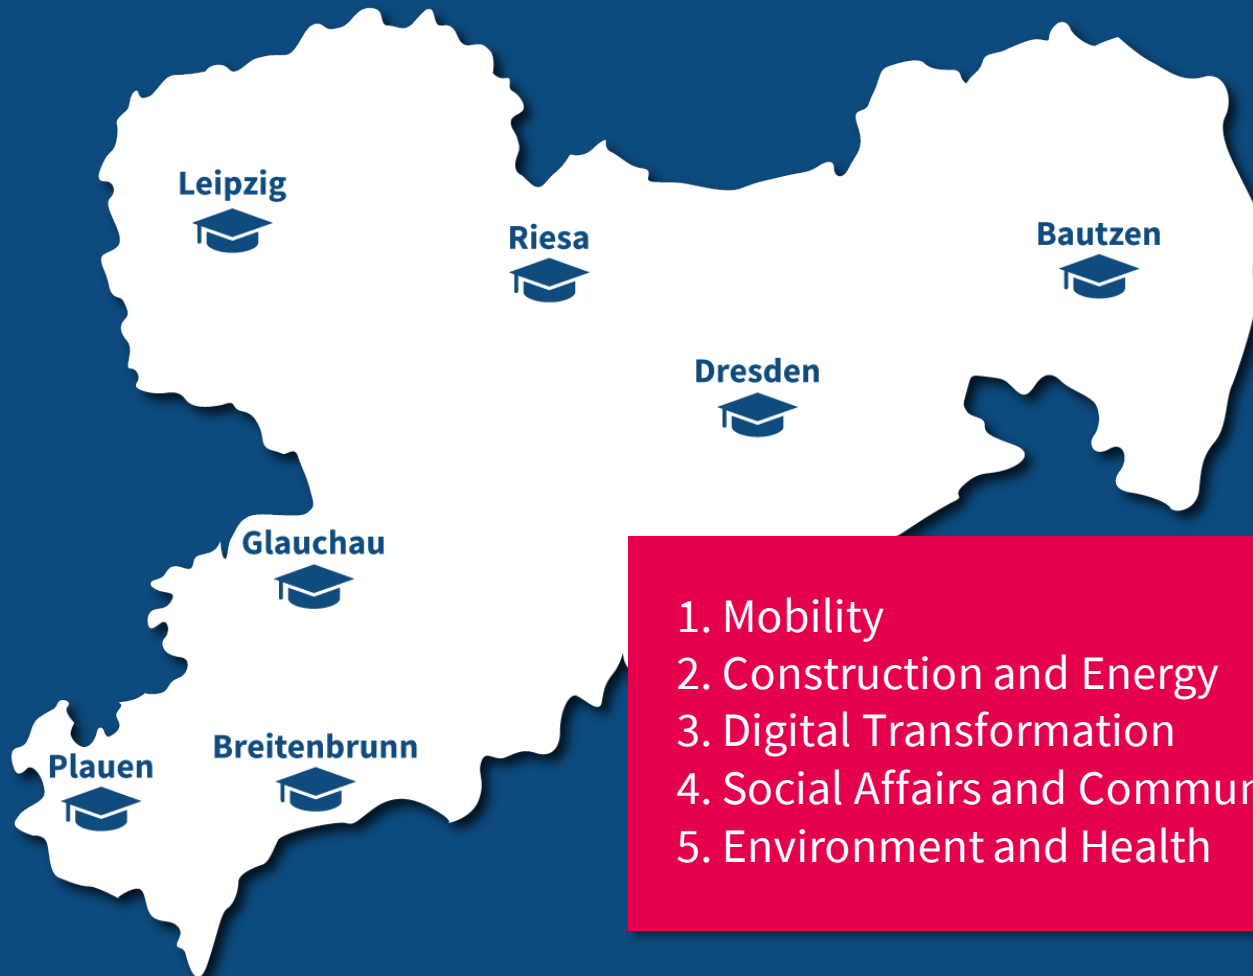 Leipzig
Riesa
Bautzen
Dresden
Glauchau
Breitenbrunn
Plauen
1. Mobility
2. Construction and Energy
3. Digital Transformation
4. Social Affairs and
5. Environment and Health